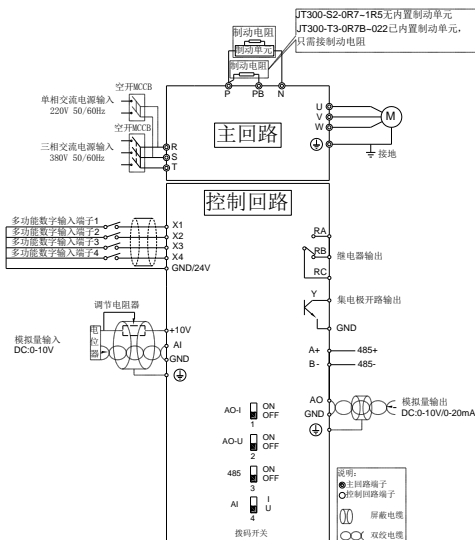 JT300-S2-0R7~1R5无内置制动单元
JT300-T3-0R7B~022已内置制动单元，
只需接制动电阻
制动电阻
制动单元
制动电阻
P PB N
空开MCCB
单相交流电源输入
220V 50/60Hz
空开MCCB
三相交流电源输入
380V 50/60Hz
R
S
T
主回路
U
V
W
M
接地
控制回路
多功能数字输入端子1
多功能数字输入端子2
多功能数字输入端子3
多功能数字输入端子4
X1
X2
X3
X4
GND/24V
RA
RB
RC
继电器输出
Y
集电极开路输出
GND
调节电阻器
电位器
+10V
AI
GND
模拟量输入
DC:0-10V
A+ 485+
B- 485-
AO
GND
模拟量输出
DC:0-10V/0-20mA
AO-I ON OFF 1
AO-U ON OFF 2
485 ON OFF 3
AI I U 4
拨码开关
说明:
主回路端子
控制回路端子
屏蔽电缆
双绞电缆